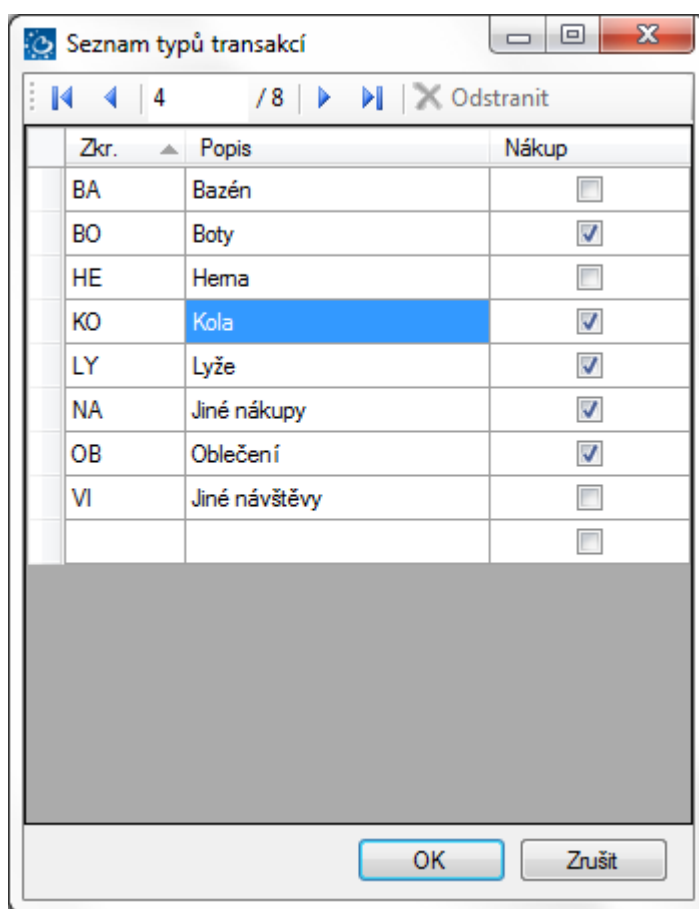 Seznam typů transakcí
4 / 8 Odstranit
Zkr. Popis Nákup
BA Bazén
BO Boty
HE Herna
KO Kola
LY Lyže
NA Jiné nákupy
OB Oblečení
VI Jiné návštěvy
OK Zrušit